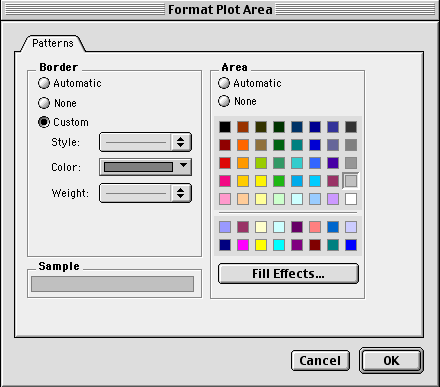 Format Plot Area
Patterns
Border
Automatic
None
Custom
Style:
Color:
Weight:
Area
Automatic
None
Fill Effects...
Sample
Cancel
OK